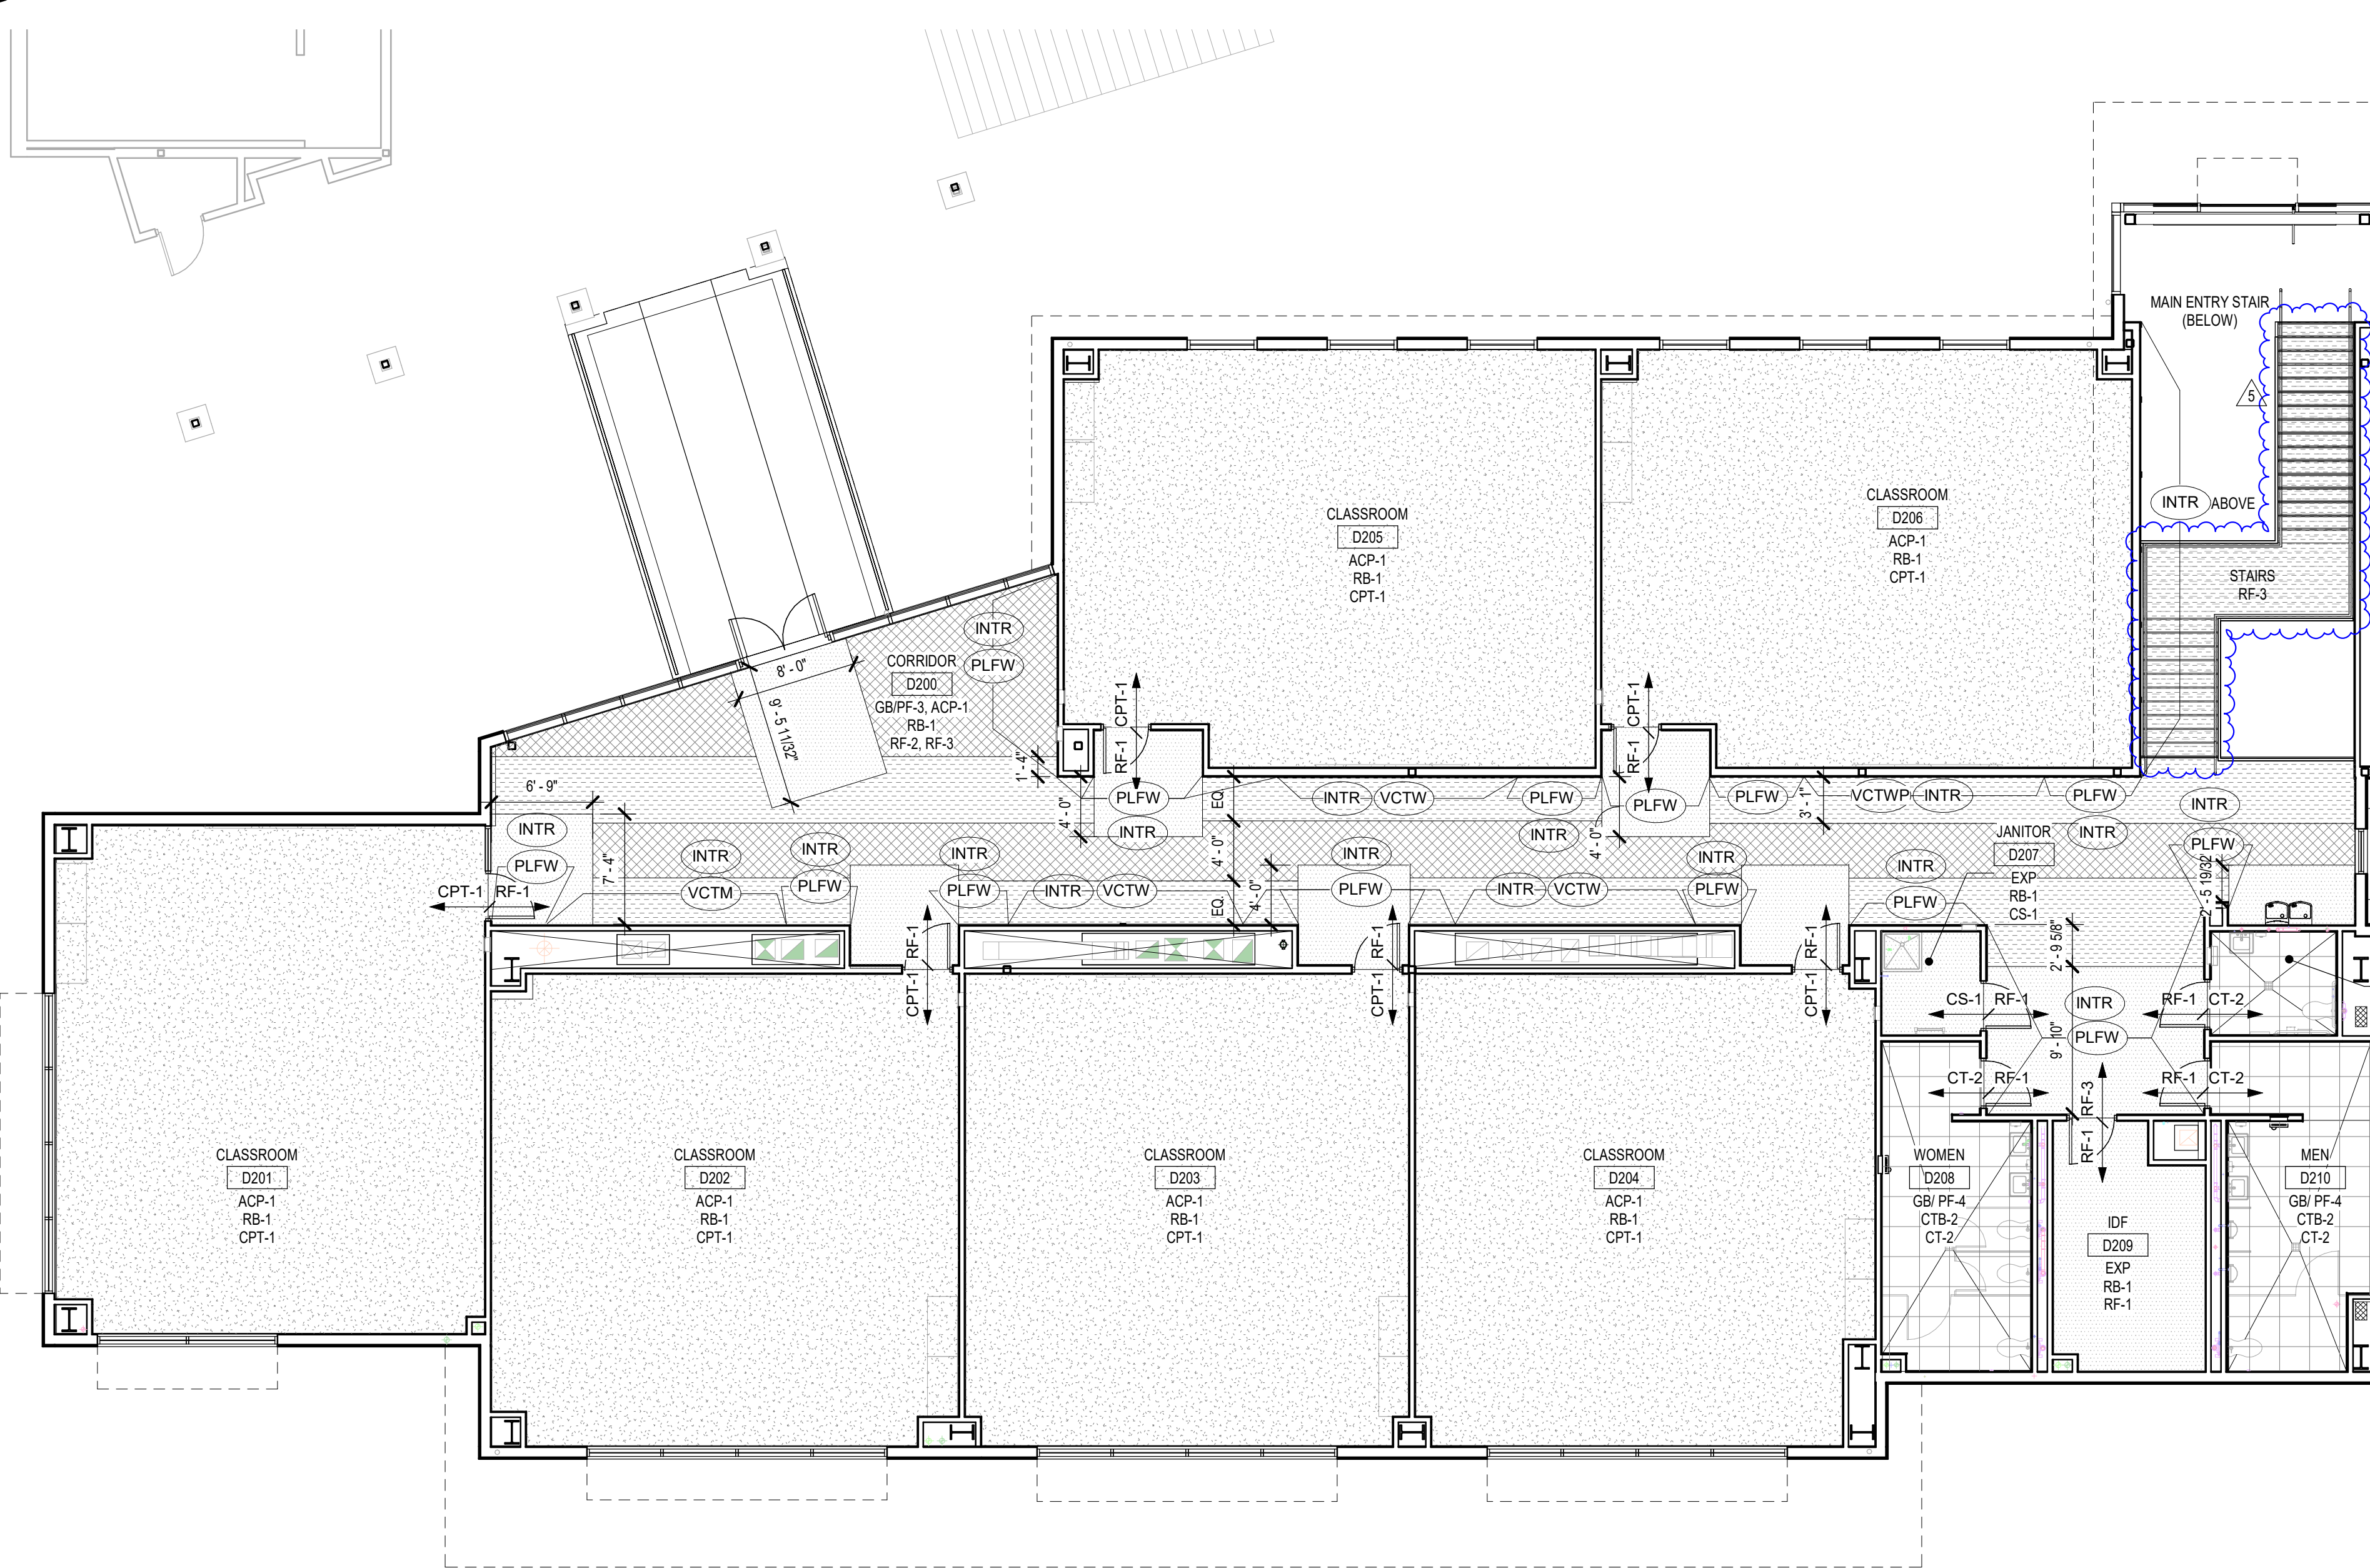 MAIN ENTRY STAIR
(BELOW)
5
INTR
ABOVE
STAIRS
RF-3
CLASSROOM
D205
ACP-1
RB-1
CPT-1
CLASSROOM
D206
ACP-1
RB-1
CPT-1
INTR
PLFW
CORRIDOR
D200
GB/PF-3, ACP-1
RB-1
RF-2, RF-3
8' - 0"
9' - 5 11/32"
CPT-1
RF-1
CPT-1
RF-1
1' - 4"
4' - 0"
6' - 9"
7' - 4"
PLFW
INTR
EQ.
4' - 0"
EQ.
INTR
VCTW
PLFW
INTR
4' - 0"
PLFW
PLFW
3' - 1"
VCTWP
INTR
PLFW
INTR
INTR
PLFW
2' - 5 19/32"
INTR
PLFW
CPT-1
RF-1
INTR
VCTM
INTR
PLFW
INTR
PLFW
INTR
VCTW
4' - 0"
INTR
PLFW
INTR
VCTW
INTR
PLFW
INTR
PLFW
JANITOR
D207
EXP
RB-1
CS-1
RF-1
CPT-1
RF-1
CPT-1
RF-1
CPT-1
2' - 9 5/8"
9' - 10"
CS-1
RF-1
INTR
PLFW
RF-1
CT-2
CT-2
RF-1
RF-1
CT-2
RF-3
RF-1
CLASSROOM
D201
ACP-1
RB-1
CPT-1
CLASSROOM
D202
ACP-1
RB-1
CPT-1
CLASSROOM
D203
ACP-1
RB-1
CPT-1
CLASSROOM
D204
ACP-1
RB-1
CPT-1
WOMEN
D208
GB/ PF-4
CTB-2
CT-2
IDF
D209
EXP
RB-1
RF-1
MEN
D210
GB/ PF-4
CTB-2
CT-2